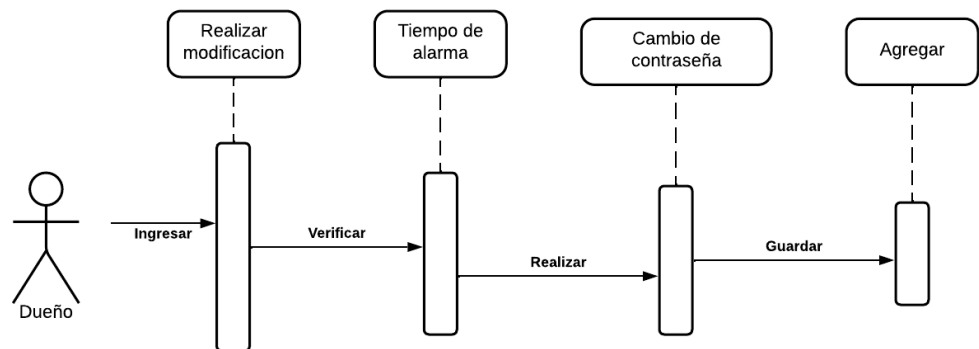 Realizar
modificacion
Tiempo de
alarma
Cambio de
contraseña
Agregar
Ingresar
Verificar
Realizar
Guardar
Dueño